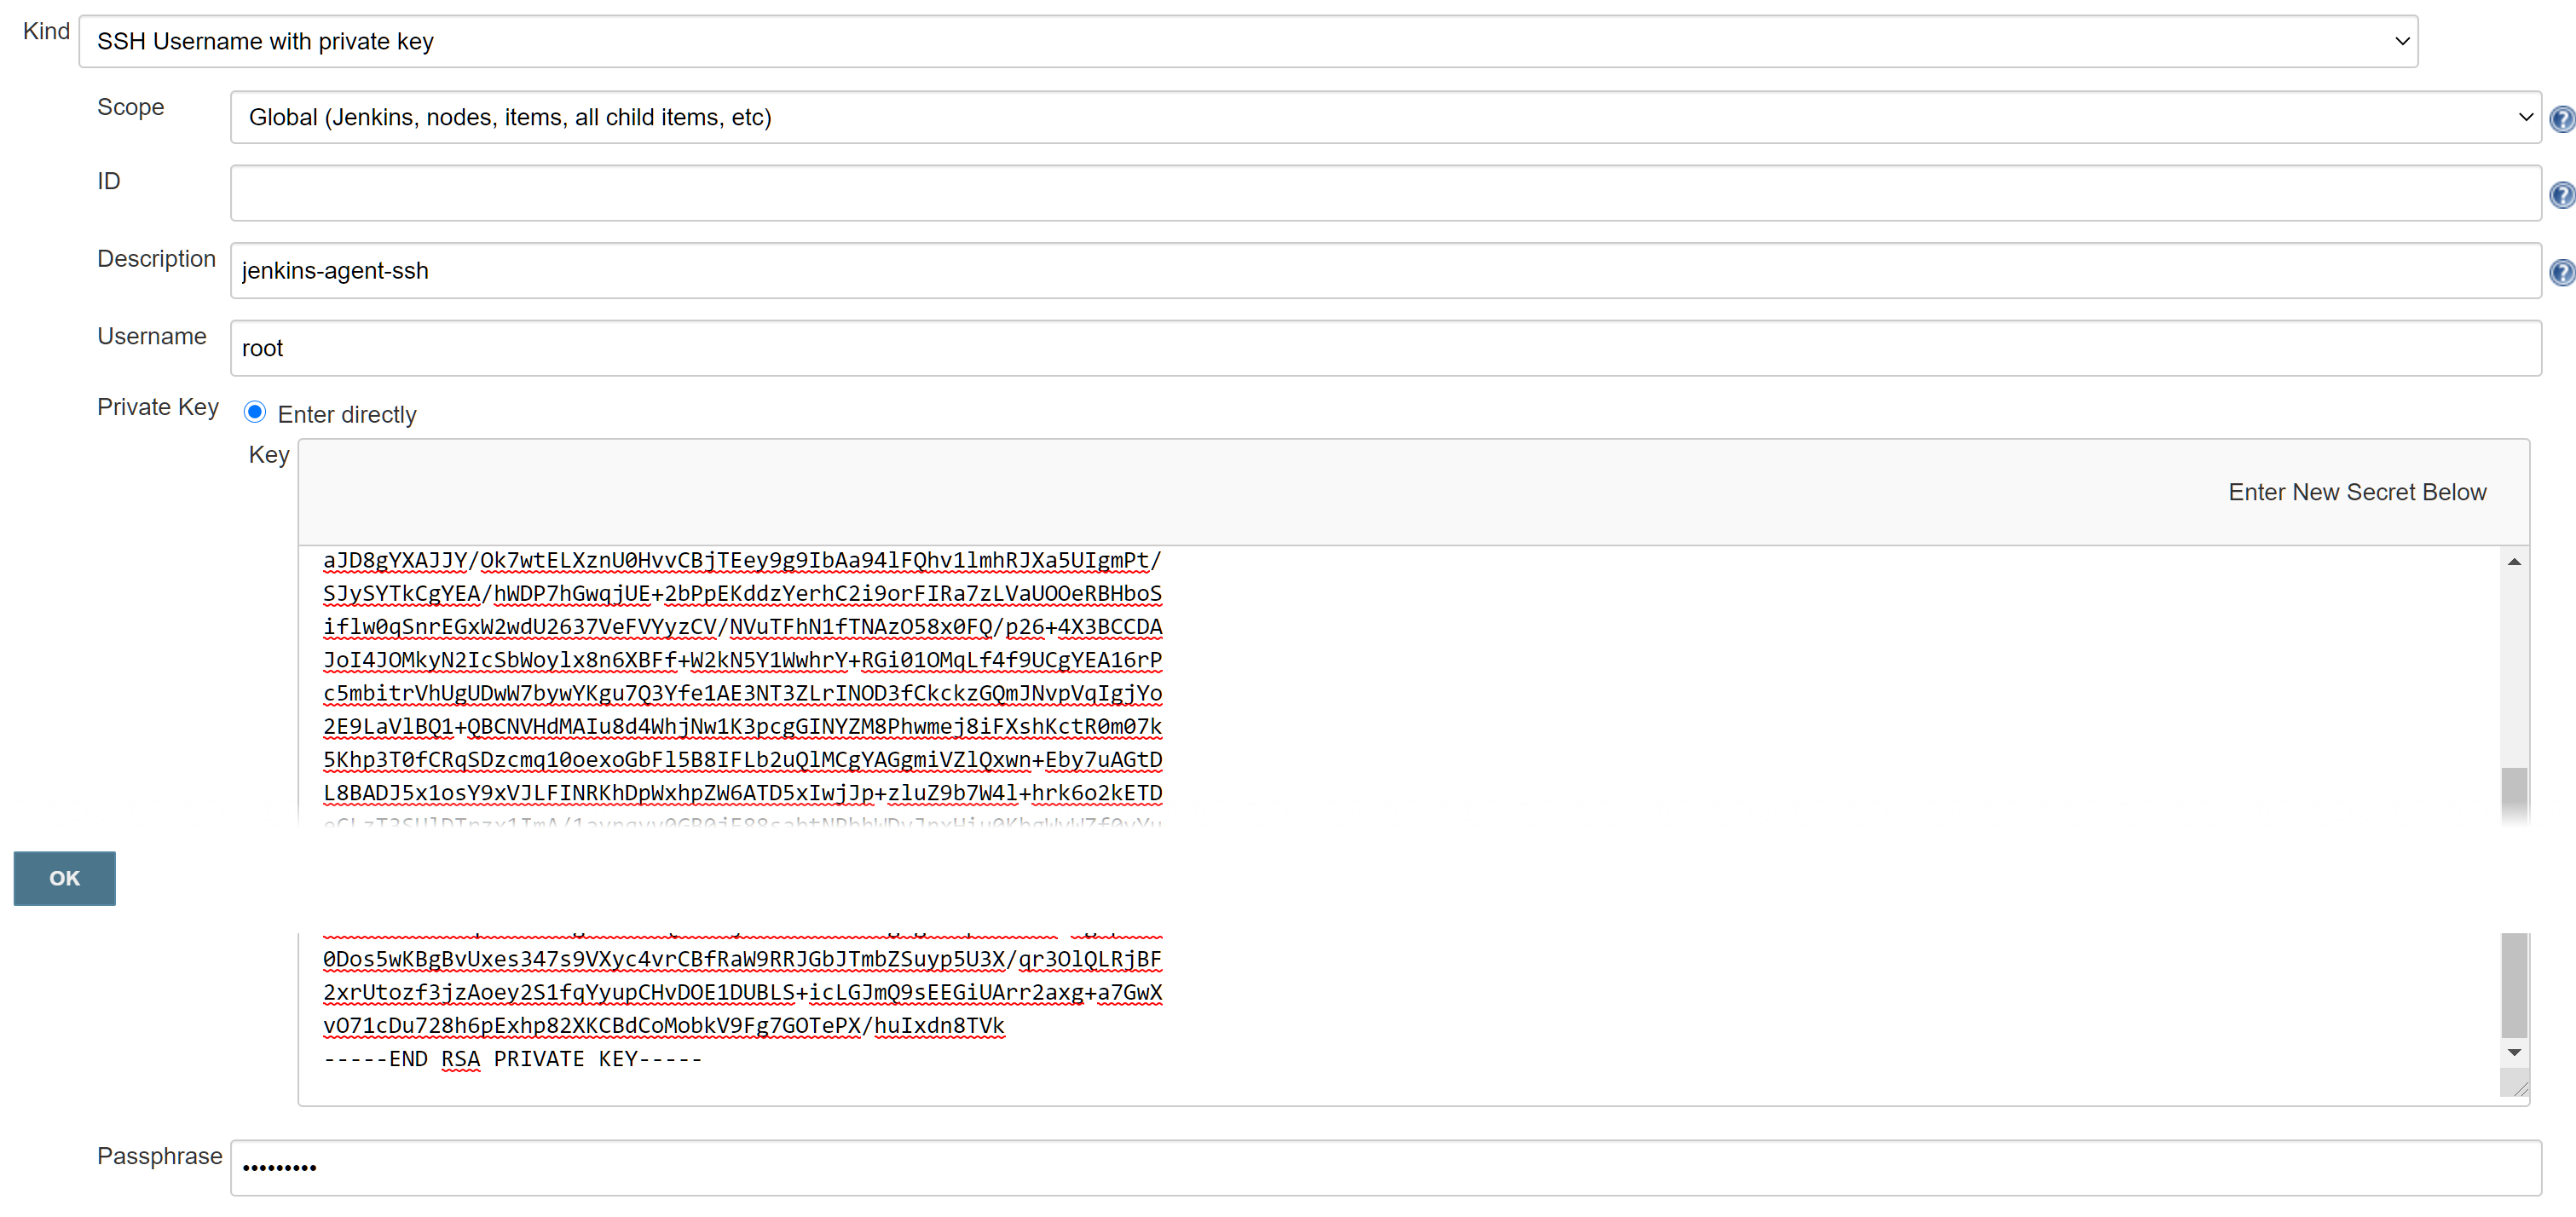 Kind
SSH Username with private key
Scope
Global (Jenkins, nodes, items, all child items, etc)
ID
Description
jenkins-agent-ssh
Username
root
Private Key
Enter directly
Key
Enter New Secret Below
aJD8gYXAJJY/Ok7wtELXznU0HvvCBjTEey9g9IbAa94lFQhv1lmhRJXa5UIgmPt/
SJySYTkCgYEA/hWDP7hGwqjUE+2bPpEKddzYerhC2i9orFIRa7zLVaUOOeRBHboS
iflw0qSnrEGxW2wdU2637VeFVYyzCV/NVuTFhN1fTNAzO58x0FQ/p26+4X3BCCDA
JoI4JOMkyN2IcSbWoylx8n6XBFf+W2kN5Y1WwhrY+RGi01OMqLf4f9UCgYEA16rP
c5mbitrVhUgUDwW7bywYKgu7Q3Yfe1AE3NT3ZLrINOD3fCkckzGQmJNvpVqIgjYo
2E9LaVlBQ1+QBCNVHdMAIu8d4WhjNw1K3pcgGINYZM8Phwmej8iFXshKctR0m07k
5Khp3T0fCRqSDzcmq10oexoGbFl5B8IFLb2uQlMCgYAGgmiVZlQxwn+Eby7uAGtD
L8BADJ5x1osY9xVJLFINRKhDpWxhpZW6ATD5xIwjJp+zluZ9b7W4l+hrk6o2kETD
OK
0Dos5wKBgBvUxes347s9VXyc4vrCBfRaW9RRJGbJTmbZSuyp5U3X/qr3OlQLRjBF
2xrUtozf3jzAoey2S1fqYyupCHvDOE1DUBLS+icLGJmQ9sEEGiUArr2axg+a7GwX
vO71cDu728h6pExhp82XKCBdCoMobkV9Fg7GOTePX/huIxdn8TVk
-----END RSA PRIVATE KEY-----
Passphrase